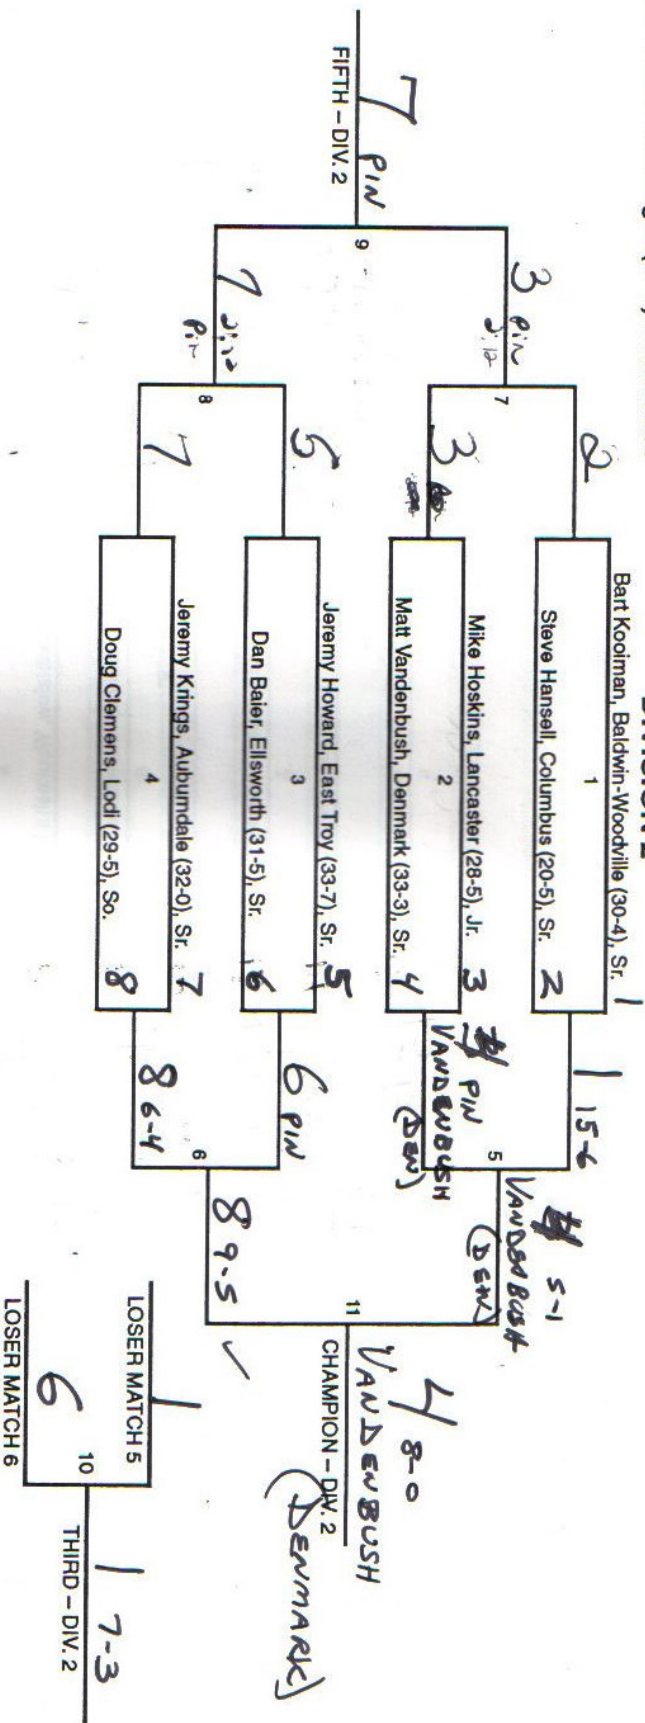 DIVISION 2
Bart Kooiman, Baldwin-Woodville (30-4), Sr. 1
1
Steve Hansell, Columbus (20-5), Sr. 2
Mike Hoskins, Lancaster (28-5), Jr. 3
2
Matt Vandenbush, Denmark (33-3), Sr. 4
Jeremy Howard, East Troy (33-7), Sr. 5
3
Dan Baier, Ellsworth (31-5), Sr. 6
Jeremy Krings, Auburndale (32-0), Sr. 7
4
Doug Clemens, Lodi (29-5), So. 8
2
3
5
7
7
8
3 PIN
7
Pin
9
7 PIN
FIFTH – DIV. 2
1 15-6
4 PIN
VANDENBUSH
(DEN)
6 PIN
8 6-4
5
6
4 5-1
VANDENBUSH
(DEN)
8 9-5
11
4 8-0
VANDENBUSH
CHAMPION – DIV. 2
(DENMARK)
1
LOSER MATCH 5
10
6
LOSER MATCH 6
1 7-3
THIRD – DIV. 2